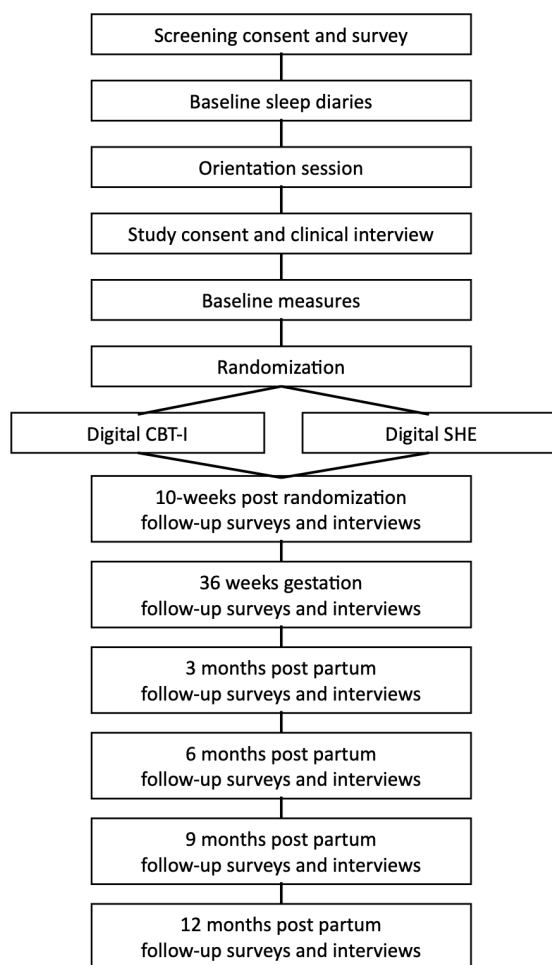 Screening consent and survey
Baseline sleep diaries
Orientation session
Study consent and clinical interview
Baseline measures
Randomization
Digital CBT-I
Digital SHE
10-weeks post randomization
follow-up surveys and interviews
36 weeks gestation
follow-up surveys and interviews
3 months post partum
follow-up surveys and interviews
6 months post partum
follow-up surveys and interviews
9 months post partum
follow-up surveys and interviews
12 months post partum
follow-up surveys and interviews